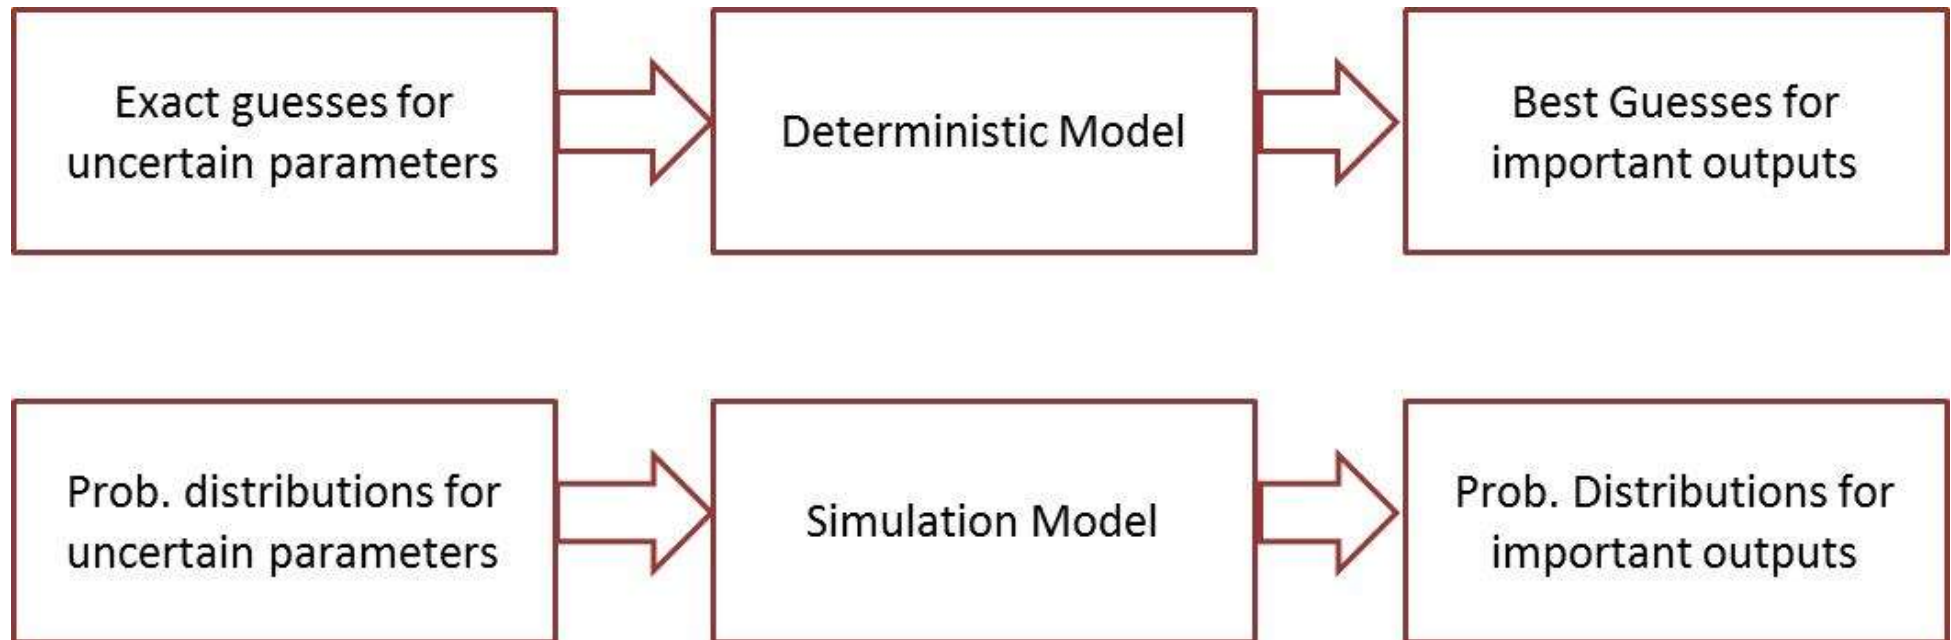 Exact guesses for
uncertain parameters
Deterministic Model
Best Guesses for
important outputs
Prob. distributions for
uncertain parameters
Simulation Model
Prob. Distributions for
important outputs